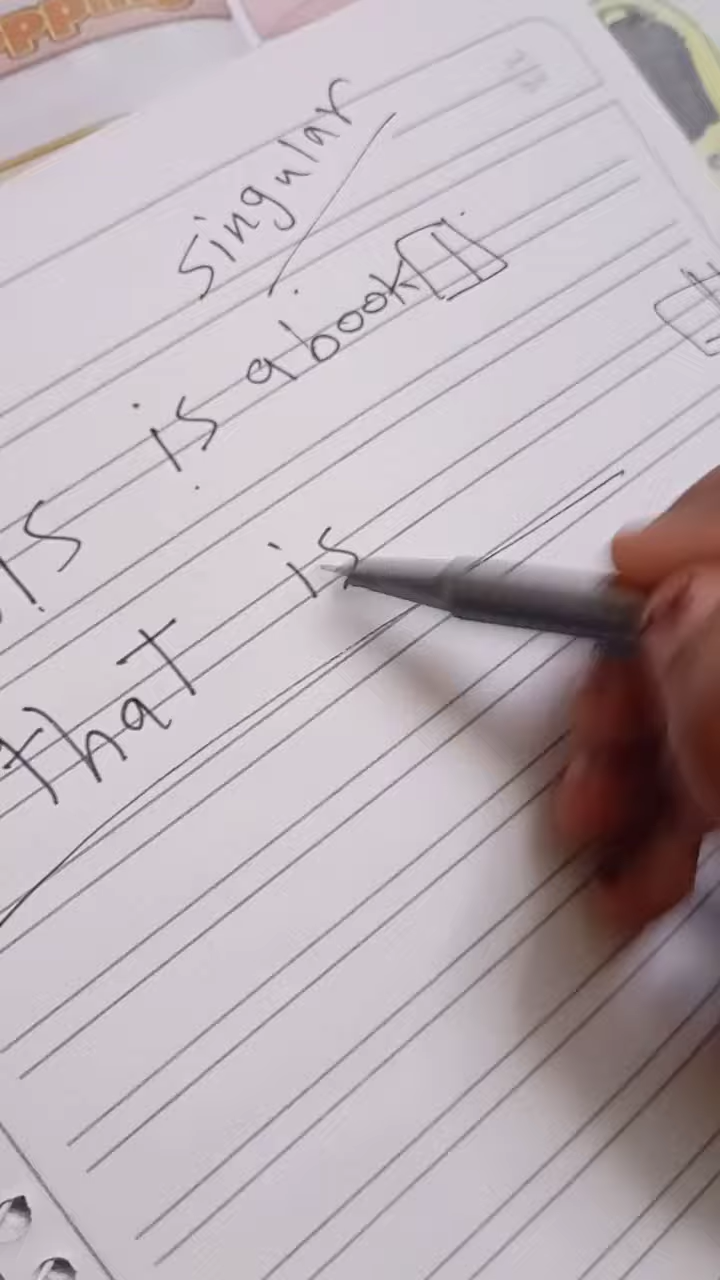 singular
is a book
that is